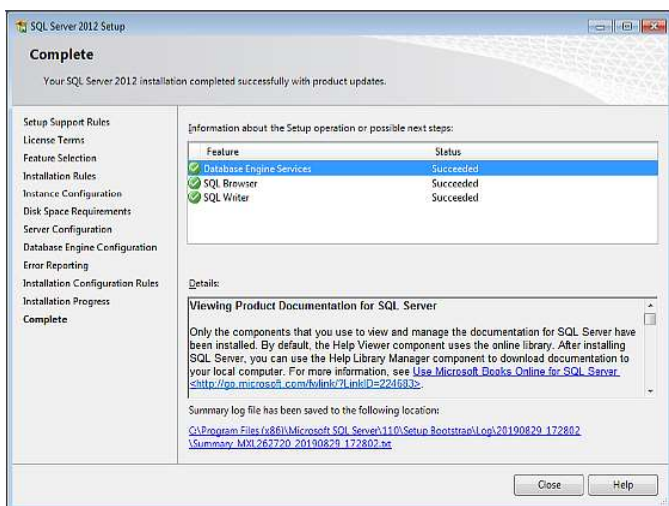 SQL Server 2012 Setup
Complete
Your SQL Server 2012 installation completed successfully with product updates.
Setup Support Rules
License Terms
Feature Selection
Installation Rules
Instance Configuration
Disk Space Requirements
Server Configuration
Database Engine Configuration
Error Reporting
Installation Configuration Rules
Installation Progress
Complete
Information about the Setup operation or possible next steps:
Feature Status
Database Engine Services Succeeded
SQL Browser Succeeded
SQL Writer Succeeded
Details:
Viewing Product Documentation for SQL Server
Only the components that you use to view and manage the documentation for SQL Server have
been installed. By default, the Help Viewer component uses the online library. After installing
SQL Server, you can use the Help Library Manager component to download documentation to
your local computer. For more information, see Use Microsoft Books Online for SQL Server
<http://go.microsoft.com/fwlink/?LinkID=224683>.
Summary log file has been saved to the following location:
C:\Program Files (x86)\Microsoft SQL Server\110\Setup Bootstrap\Log\20190829_172802
\Summary_MXL262720_20190829_172802.txt
Close
Help